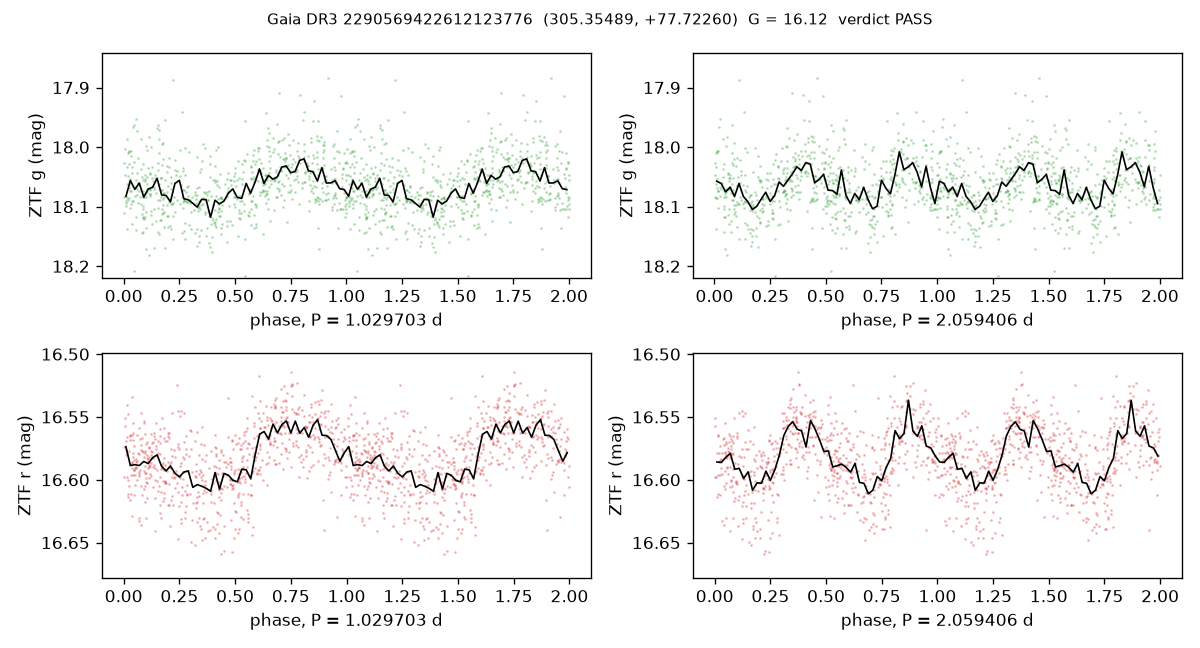 Gaia DR3 2290569422612123776 (305.35489, +77.72260) G = 16.12 verdict PASS
ZTF g (mag)
17.9
18.0
18.1
18.2
0.00 0.25 0.50 0.75 1.00 1.25 1.50 1.75 2.00
phase, P = 1.029703 d
ZTF g (mag)
17.9
18.0
18.1
18.2
0.00 0.25 0.50 0.75 1.00 1.25 1.50 1.75 2.00
phase, P = 2.059406 d
ZTF r (mag)
16.50
16.55
16.60
16.65
0.00 0.25 0.50 0.75 1.00 1.25 1.50 1.75 2.00
phase, P = 1.029703 d
ZTF r (mag)
16.50
16.55
16.60
16.65
0.00 0.25 0.50 0.75 1.00 1.25 1.50 1.75 2.00
phase, P = 2.059406 d